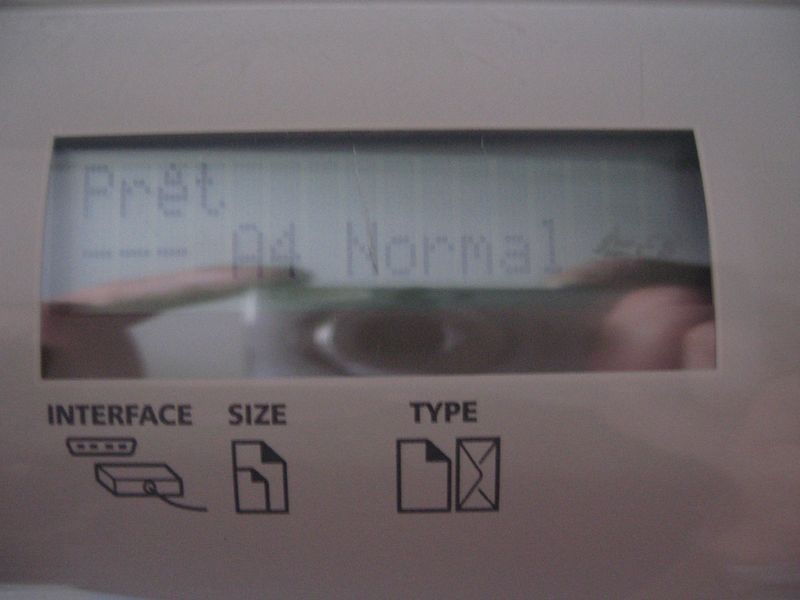 Prêt
--- A4 Normal
INTERFACE SIZE TYPE